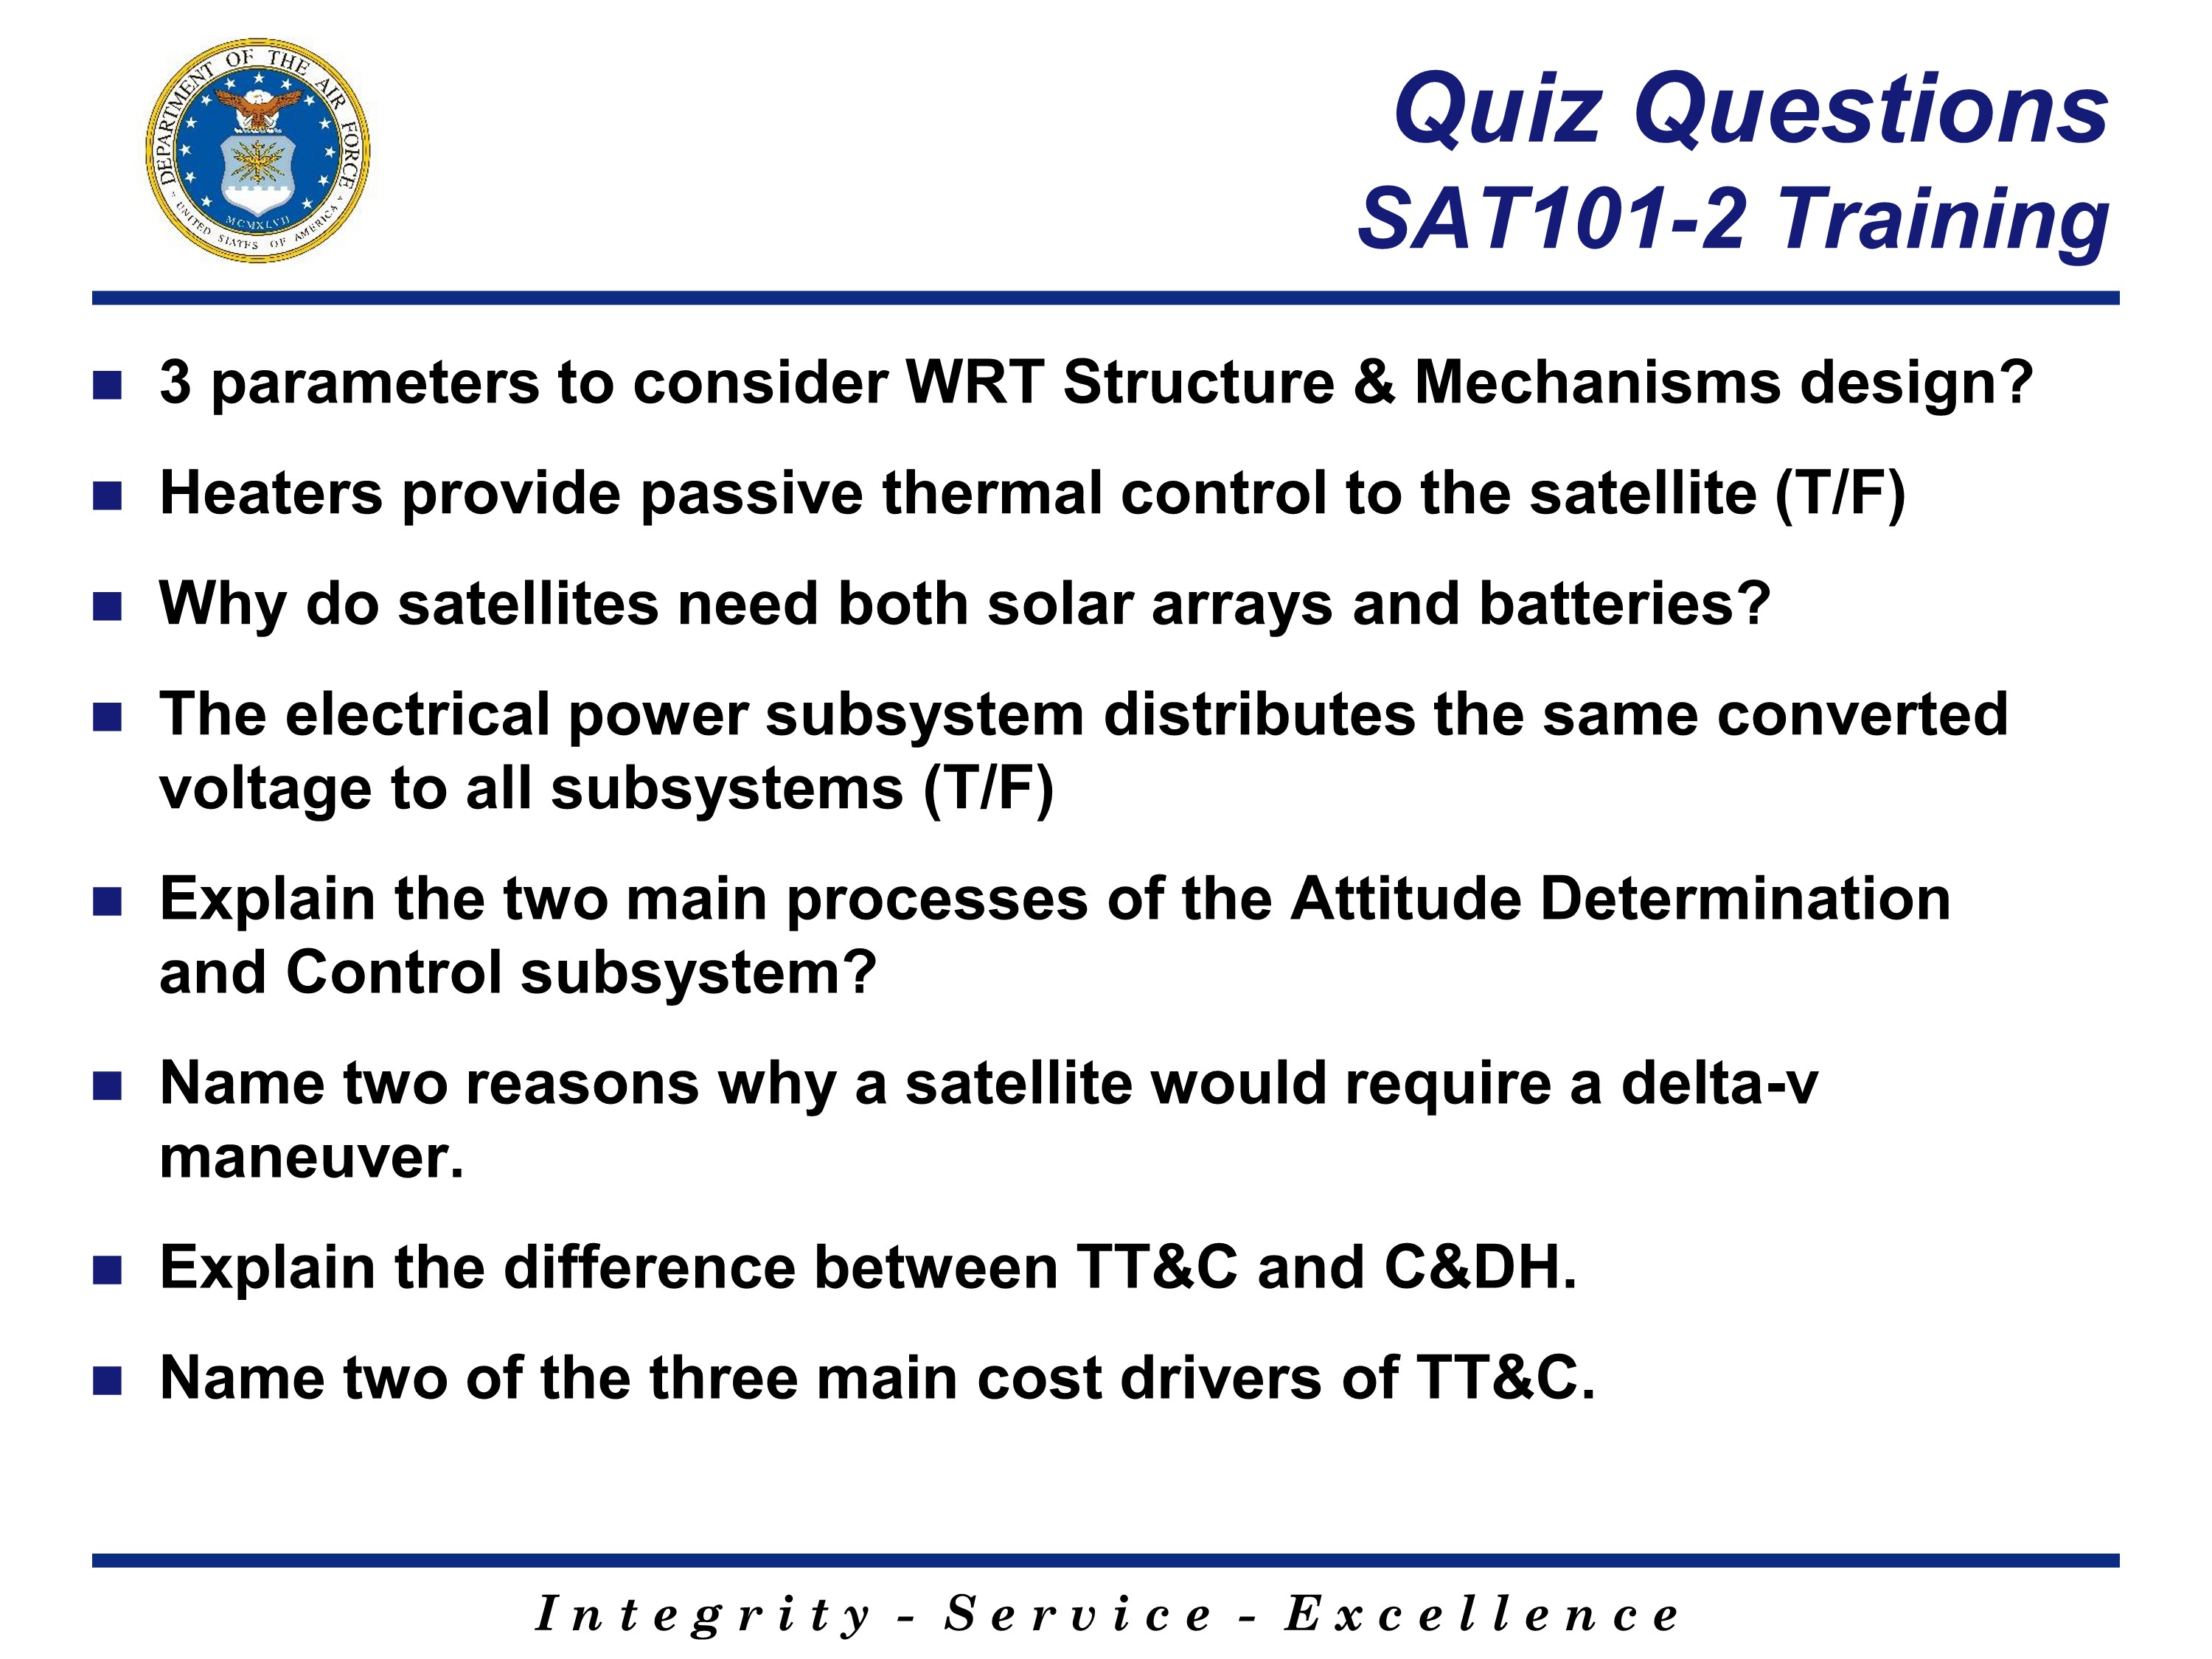 DEPARTMENT OF THE AIR FORCE
UNITED STATES OF AMERICA
MCMXLVII
Quiz Questions
SAT101-2 Training
■ 3 parameters to consider WRT Structure & Mechanisms design?
■ Heaters provide passive thermal control to the satellite (T/F)
■ Why do satellites need both solar arrays and batteries?
■ The electrical power subsystem distributes the same converted
voltage to all subsystems (T/F)
■ Explain the two main processes of the Attitude Determination
and Control subsystem?
■ Name two reasons why a satellite would require a delta-v
maneuver.
■ Explain the difference between TT&C and C&DH.
■ Name two of the three main cost drivers of TT&C.
Integrity - Service - Excellence